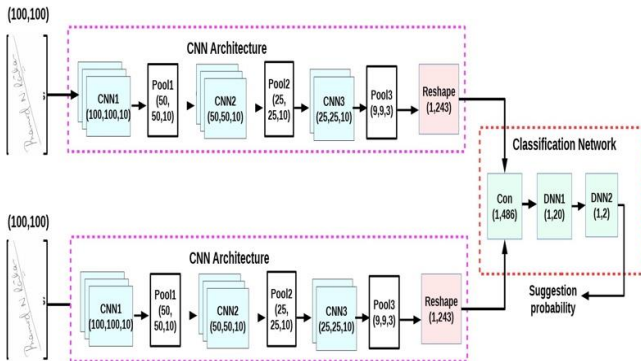 (100,100)
CNN Architecture
CNN1
(100,100,10)
Pool1
(50,
50,10)
CNN2
(50,50,10)
Pool2
(25,
25,10)
CNN3
(25,25,10)
Pool3
(9,9,3)
Reshape
(1,243)
Classification Network
Con
(1,486)
DNN1
(1,20)
DNN2
(1,2)
Suggestion
probability
(100,100)
CNN Architecture
CNN1
(100,100,10)
Pool1
(50,
50,10)
CNN2
(50,50,10)
Pool2
(25,
25,10)
CNN3
(25,25,10)
Pool3
(9,9,3)
Reshape
(1,243)